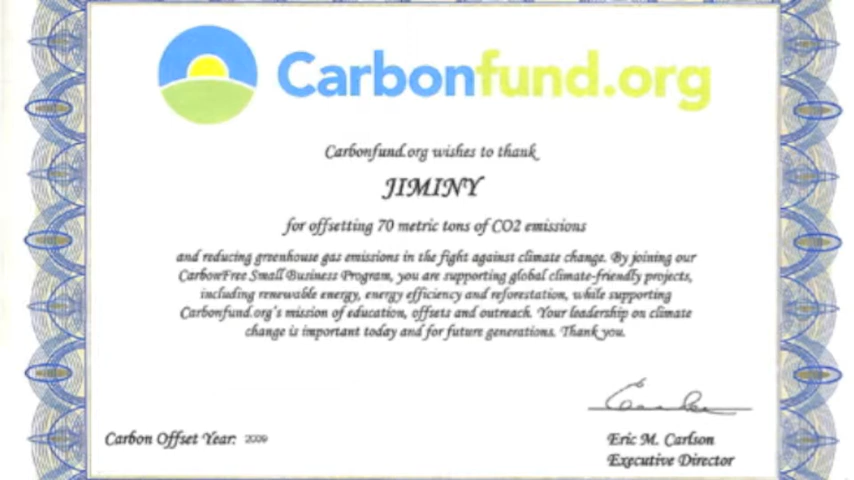 Carbonfund.org
Carbonfund.org wishes to thank
JIMINY
for offsetting 70 metric tons of CO2 emissions
and reducing greenhouse gas emissions in the fight against climate change. By joining our
CarbonFree Small Business Program, you are supporting global climate-friendly projects,
including renewable energy, energy efficiency and reforestation, while supporting
Carbonfund.org's mission of education, offsets and outreach. Your leadership on climate
change is important today and for future generations. Thank you.
Carbon Offset Year: 2009
Eric M. Carlson
Executive Director